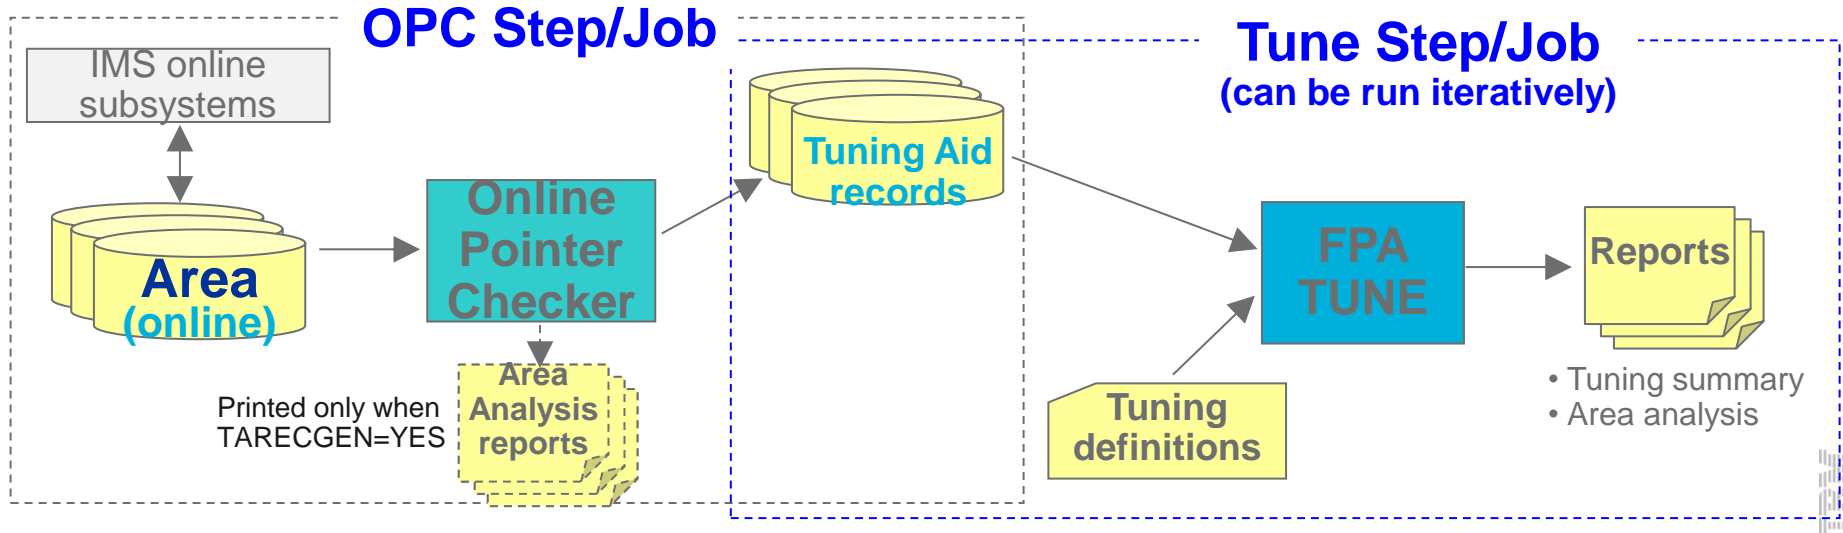 OPC Step/Job
Tune Step/Job
(can be run iteratively)
IMS online
subsystems
Area
(online)
Online
Pointer
Checker
Tuning Aid
records
FPA
TUNE
Reports
• Tuning summary
• Area analysis
Tuning
definitions
Printed only when
TARECGEN=YES
Area
Analysis
reports